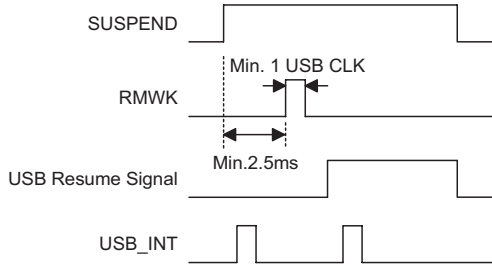 SUSPEND
Min. 1 USB CLK
RMWK
Min.2.5ms
USB Resume Signal
USB_INT